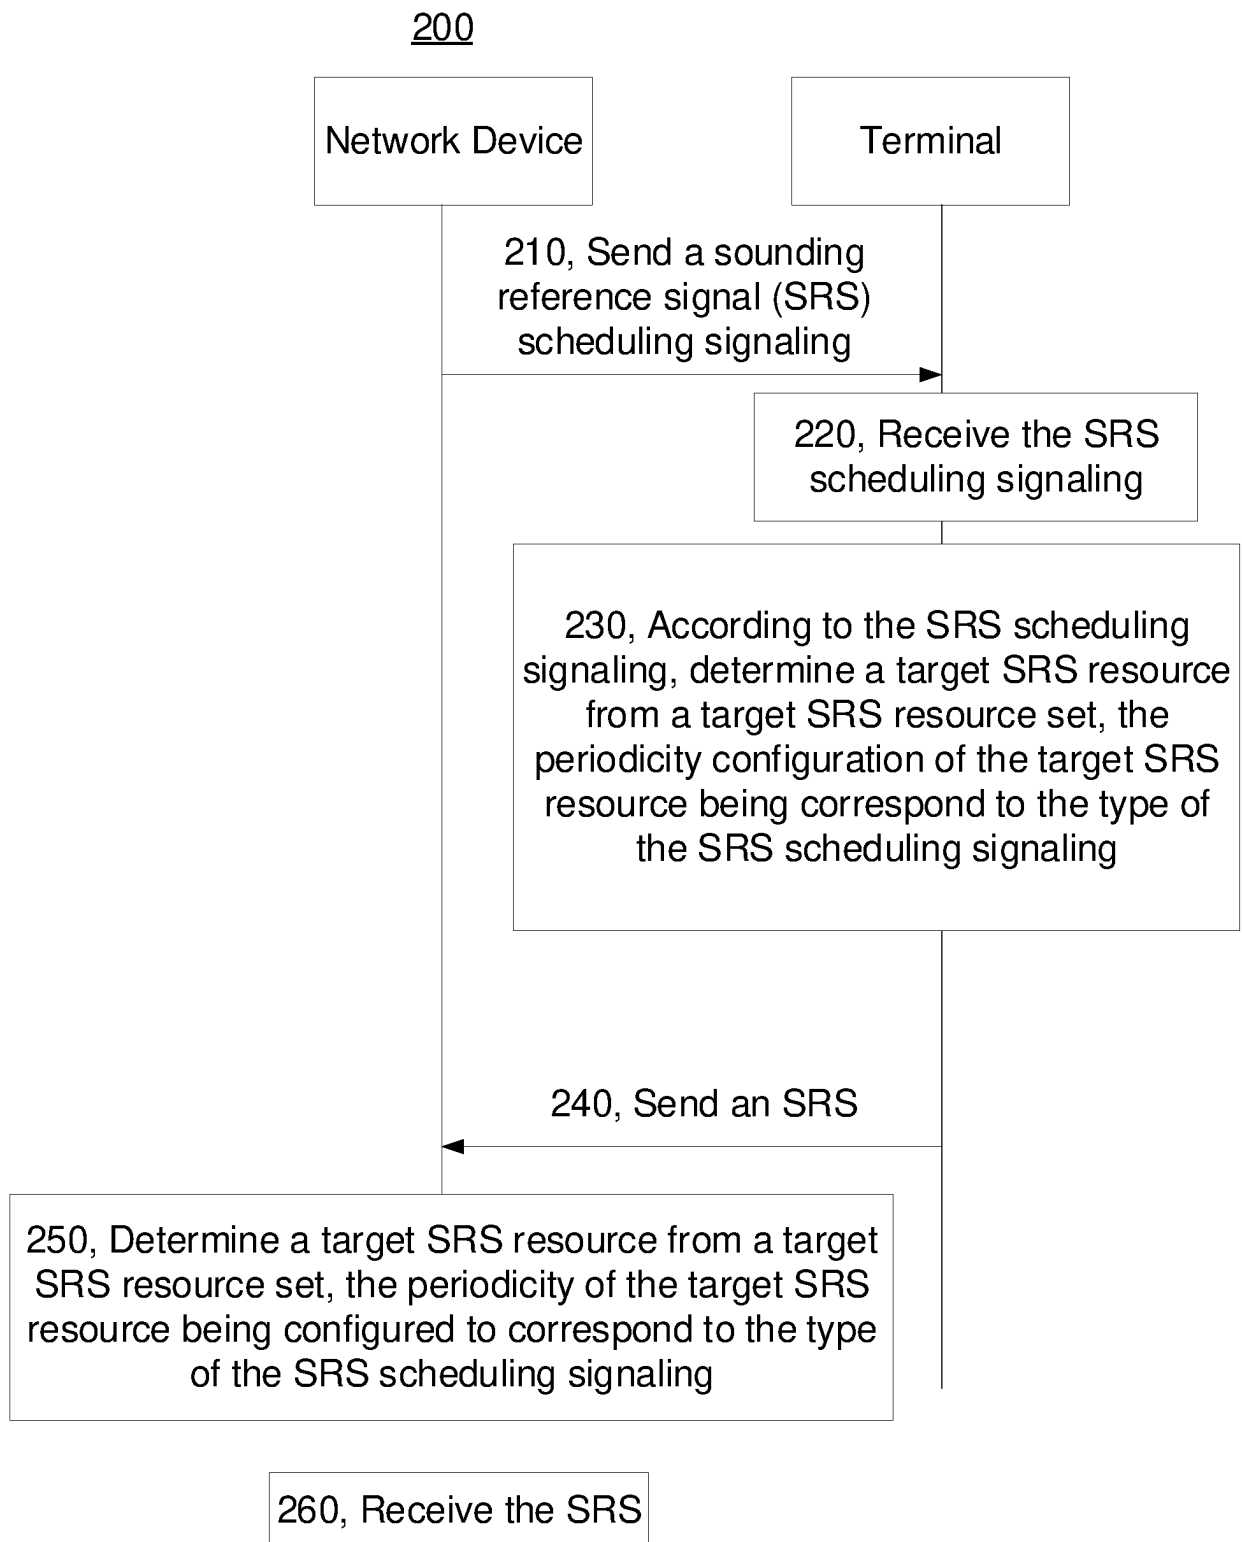 200
Network Device
Terminal
210, Send a sounding
reference signal (SRS)
scheduling signaling
220, Receive the SRS
scheduling signaling
230, According to the SRS scheduling
signaling, determine a target SRS resource
from a target SRS resource set, the
periodicity configuration of the target SRS
resource being correspond to the type of
the SRS scheduling signaling
240, Send an SRS
250, Determine a target SRS resource from a target
SRS resource set, the periodicity of the target SRS
resource being configured to correspond to the type
of the SRS scheduling signaling
260, Receive the SRS